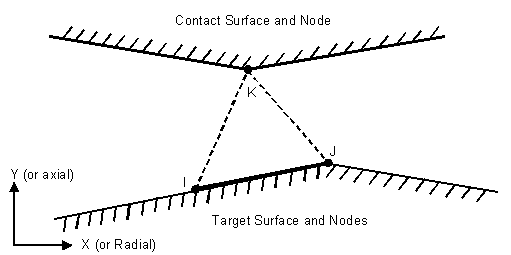 Contact Surface and Node
K
J
I
Y (or axial)
Target Surface and Nodes
X (or Radial)